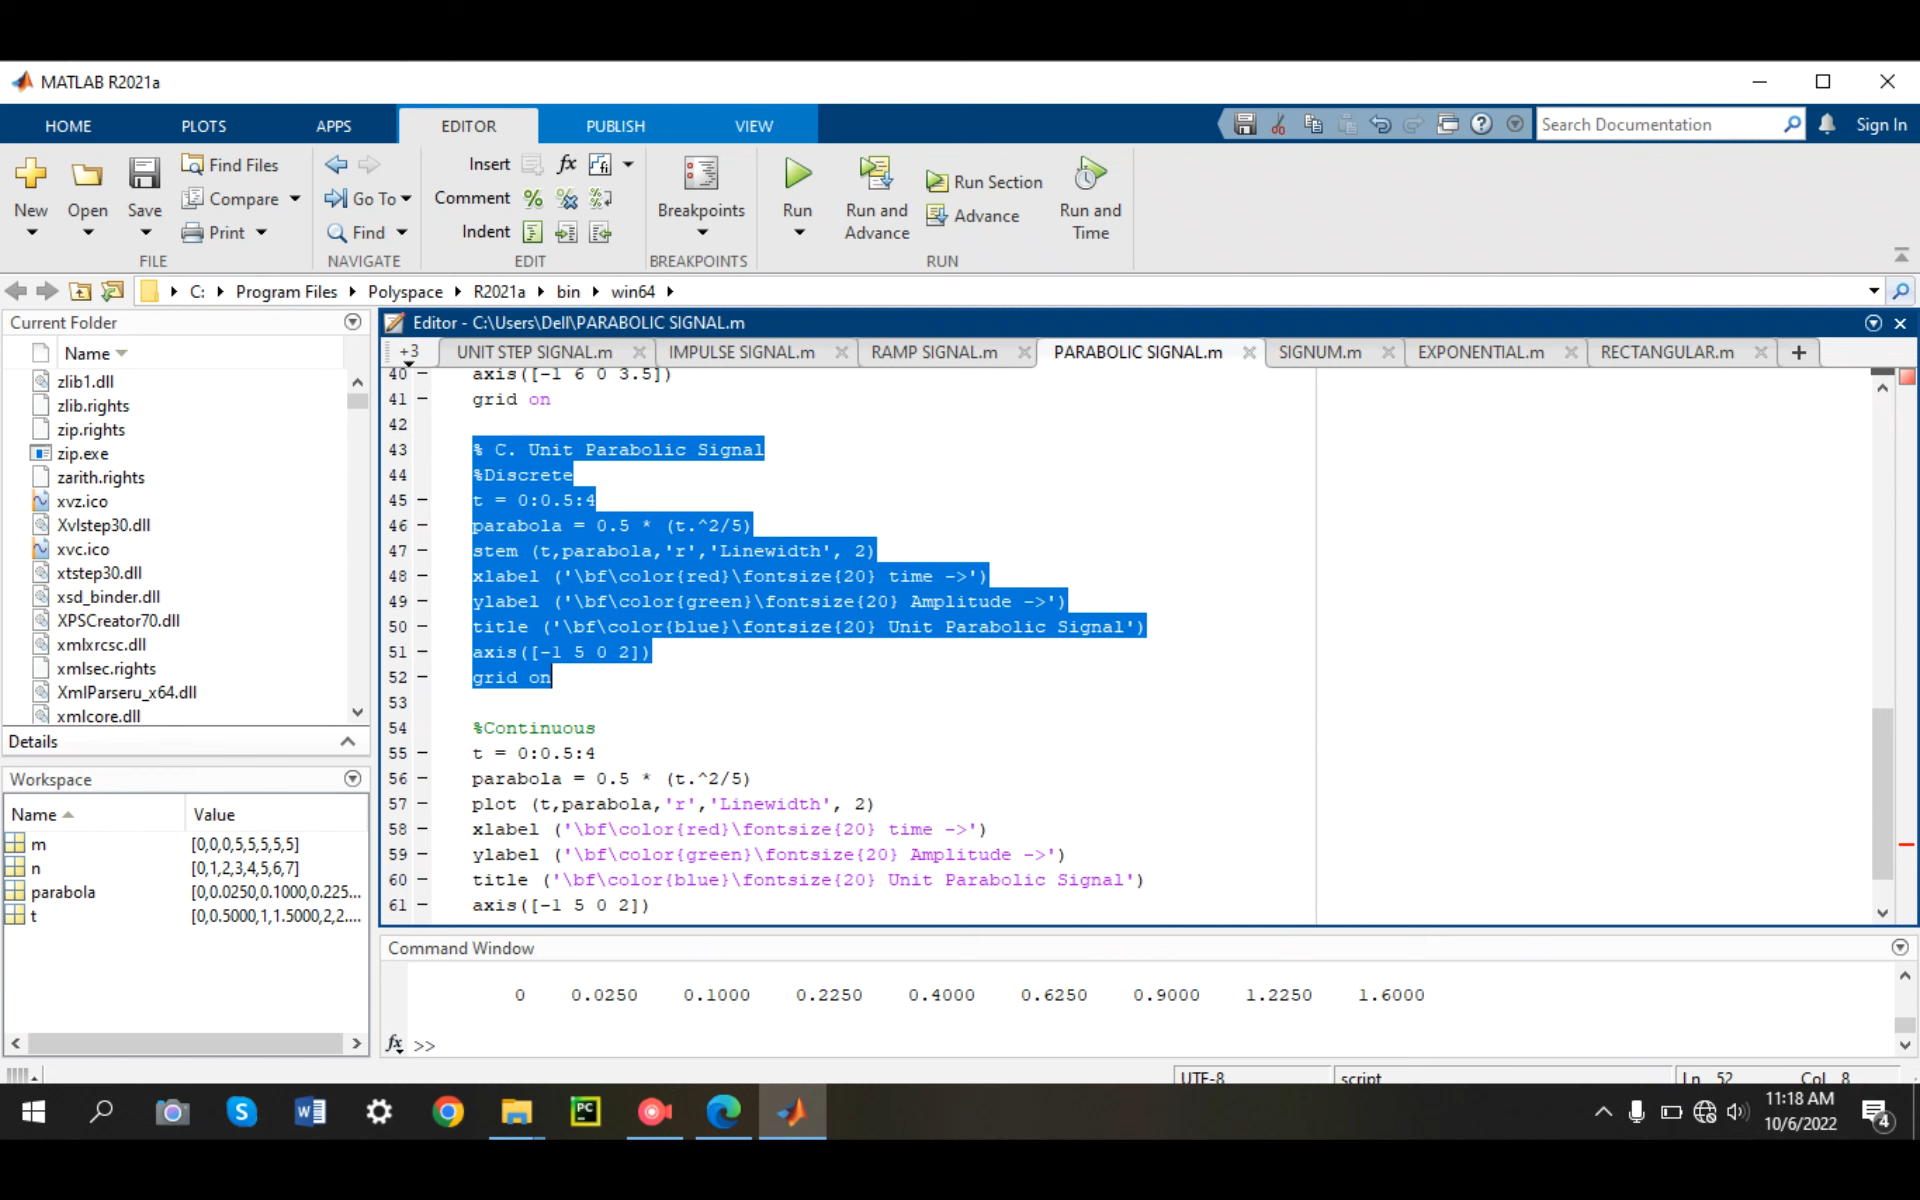 MATLAB R2021a
HOME PLOTS APPS EDITOR PUBLISH VIEW Search Documentation Sign In
New Open Save Find Files Compare Print FILE
Go To Find NAVIGATE
Insert fx Comment Indent EDIT
Breakpoints BREAKPOINTS
Run Run and Advance Run Section Advance Run and Time RUN
C: Program Files Polyspace R2021a bin win64
Current Folder
Name
zlib1.dll
zlib.rights
zip.rights
zip.exe
zarith.rights
xvz.ico
Xvlstep30.dll
xvc.ico
xtstep30.dll
xsd_binder.dll
XPSCreator70.dll
xmlxrcsc.dll
xmlsec.rights
XmlParseru_x64.dll
xmlcore.dll
Details
Workspace
Name Value
m [0,0,0,5,5,5,5,5]
n [0,1,2,3,4,5,6,7]
parabola [0,0.0250,0.1000,0.225...
t [0,0.5000,1,1.5000,2,2....
Editor - C:\Users\Dell\PARABOLIC SIGNAL.m
+3 UNIT STEP SIGNAL.m IMPULSE SIGNAL.m RAMP SIGNAL.m PARABOLIC SIGNAL.m SIGNUM.m EXPONENTIAL.m RECTANGULAR.m +
40 – axis([-1 6 0 3.5])
41 – grid on
42
43 – % C. Unit Parabolic Signal
44 – %Discrete
45 – t = 0:0.5:4
46 – parabola = 0.5 * (t.^2/5)
47 – stem (t,parabola,'r','Linewidth', 2)
48 – xlabel ('\bf\color{red}\fontsize{20} time ->')
49 – ylabel ('\bf\color{green}\fontsize{20} Amplitude ->')
50 – title ('\bf\color{blue}\fontsize{20} Unit Parabolic Signal')
51 – axis([-1 5 0 2])
52 – grid on
53
54 – %Continuous
55 – t = 0:0.5:4
56 – parabola = 0.5 * (t.^2/5)
57 – plot (t,parabola,'r','Linewidth', 2)
58 – xlabel ('\bf\color{red}\fontsize{20} time ->')
59 – ylabel ('\bf\color{green}\fontsize{20} Amplitude ->')
60 – title ('\bf\color{blue}\fontsize{20} Unit Parabolic Signal')
61 – axis([-1 5 0 2])
Command Window
0 0.0250 0.1000 0.2250 0.4000 0.6250 0.9000 1.2250 1.6000
fx >>
UTF-8 script Ln 52 Col 8
11:18 AM
10/6/2022
4